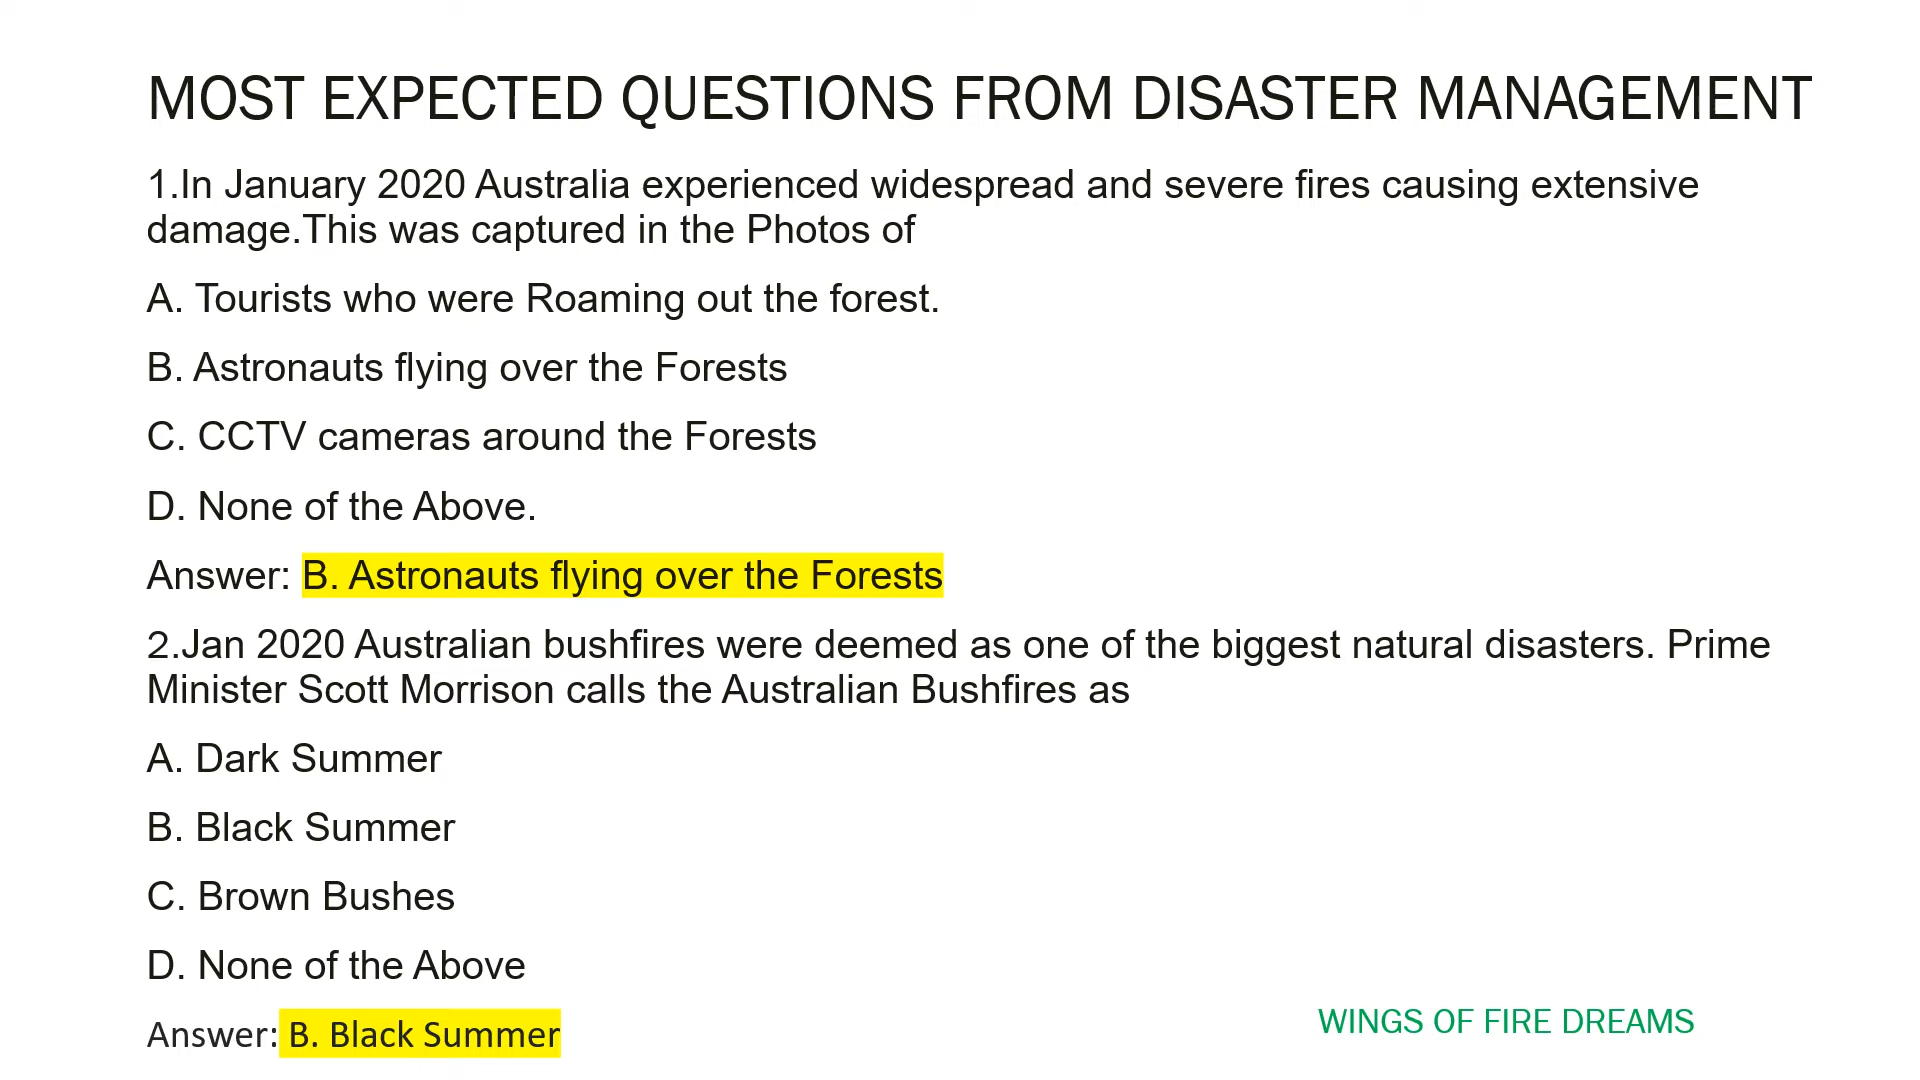 MOST EXPECTED QUESTIONS FROM DISASTER MANAGEMENT
1.In January 2020 Australia experienced widespread and severe fires causing extensive
damage.This was captured in the Photos of
A. Tourists who were Roaming out the forest.
B. Astronauts flying over the Forests
C. CCTV cameras around the Forests
D. None of the Above.
Answer: B. Astronauts flying over the Forests
2.Jan 2020 Australian bushfires were deemed as one of the biggest natural disasters. Prime
Minister Scott Morrison calls the Australian Bushfires as
A. Dark Summer
B. Black Summer
C. Brown Bushes
D. None of the Above
Answer: B. Black Summer
WINGS OF FIRE DREAMS